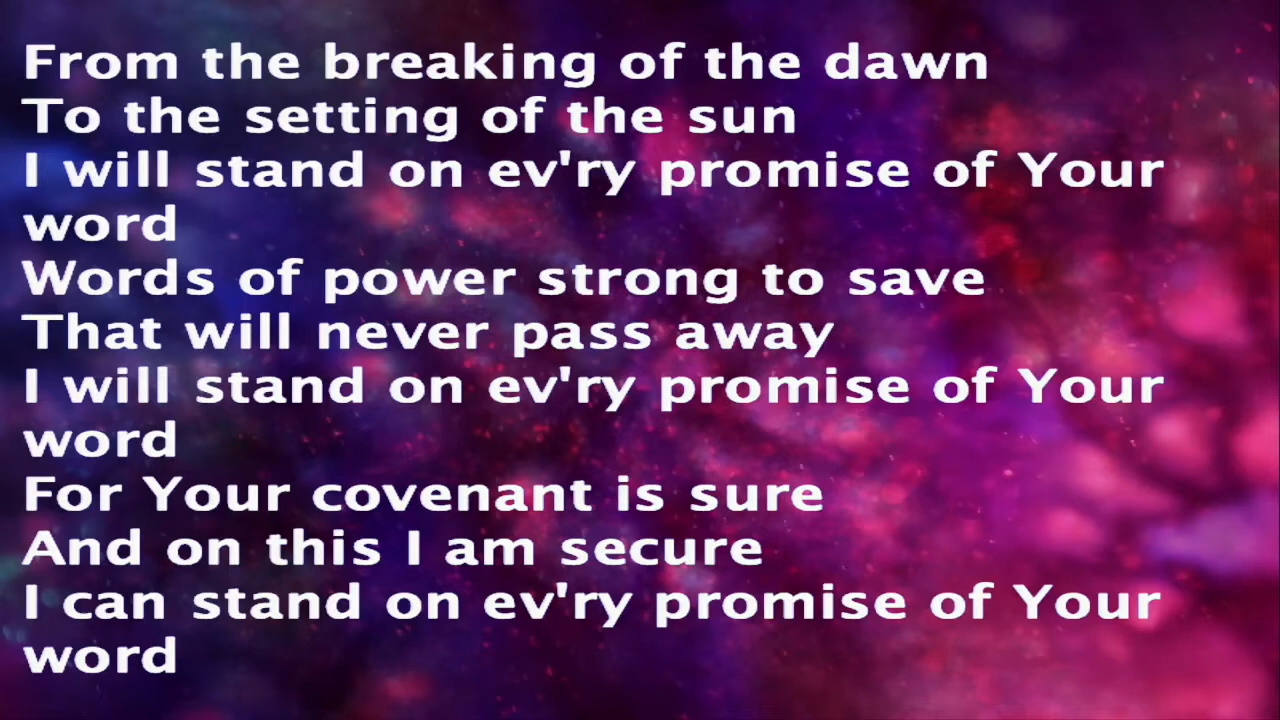 From the breaking of the dawn
To the setting of the sun
I will stand on ev'ry promise of Your
word
Words of power strong to save
That will never pass away
I will stand on ev'ry promise of Your
word
For Your covenant is sure
And on this I am secure
I can stand on ev'ry promise of Your
word